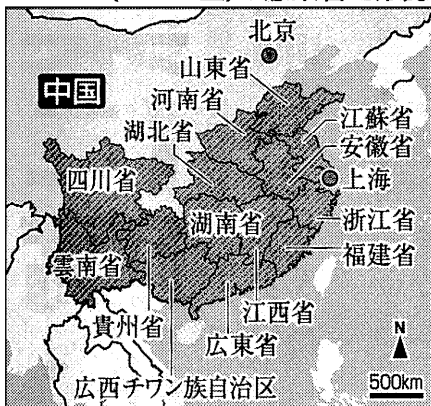 北京
山東省
中国
河南省
江蘇省
湖北省
安徽省
四川省
上海
湖南省
浙江省
雲南省
福建省
貴州省
江西省
広東省
広西チワン族自治区
N
500km